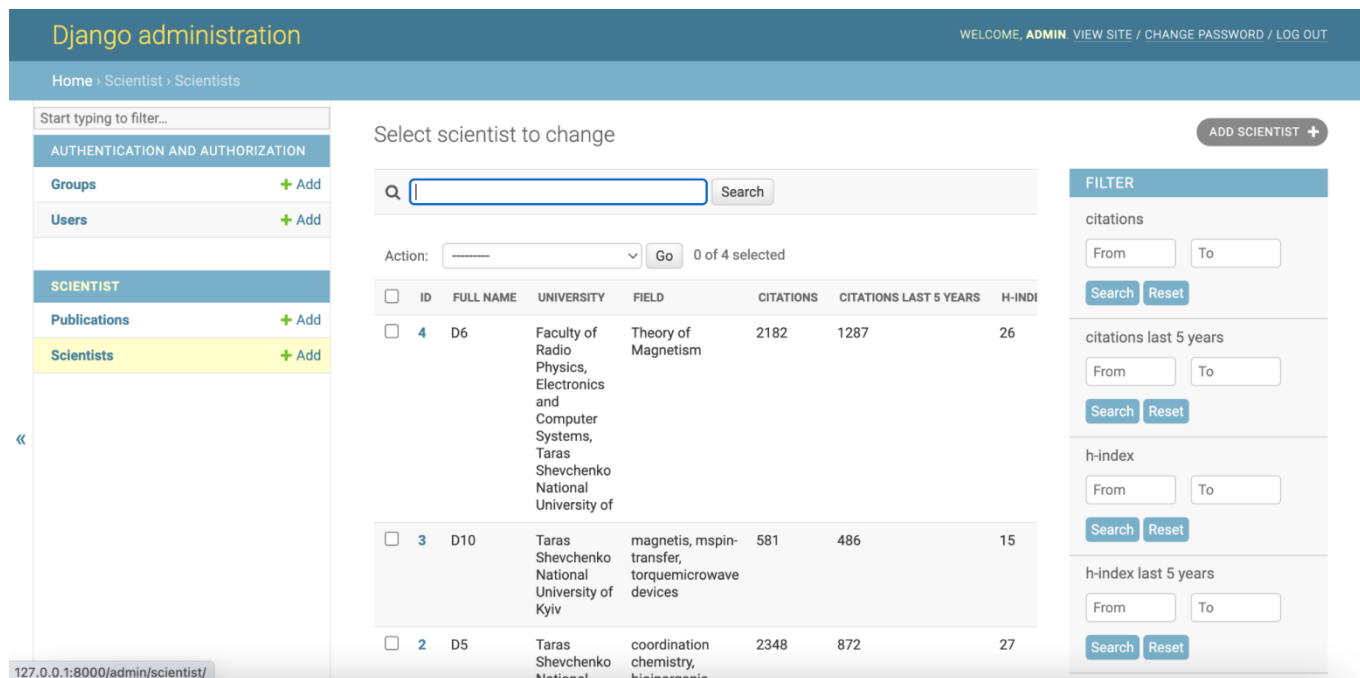 Django administration
WELCOME, ADMIN. VIEW SITE / CHANGE PASSWORD / LOG OUT
Home › Scientist › Scientists
Start typing to filter...
AUTHENTICATION AND AUTHORIZATION
Groups + Add
Users + Add
SCIENTIST
Publications + Add
Scientists + Add
«
Select scientist to change
ADD SCIENTIST +
Search
Action: --------- Go 0 of 4 selected
ID FULL NAME UNIVERSITY FIELD CITATIONS CITATIONS LAST 5 YEARS
4 D6 Faculty of Theory of 2182 1287 26
Radio Magnetism
Physics,
Electronics
and
Computer
Systems,
Taras
Shevchenko
National
University of
3 D10 Taras magnetis, mspin- 581 486 15
Shevchenko transfer,
National torquemicrowave
University of devices
Kyiv
2 D5 Taras coordination 2348 872 27
Shevchenko chemistry,
FILTER
citations
From To
Search Reset
citations last 5 years
From To
Search Reset
h-index
From To
Search Reset
h-index last 5 years
From To
Search Reset
127.0.0.1:8000/admin/scientist/